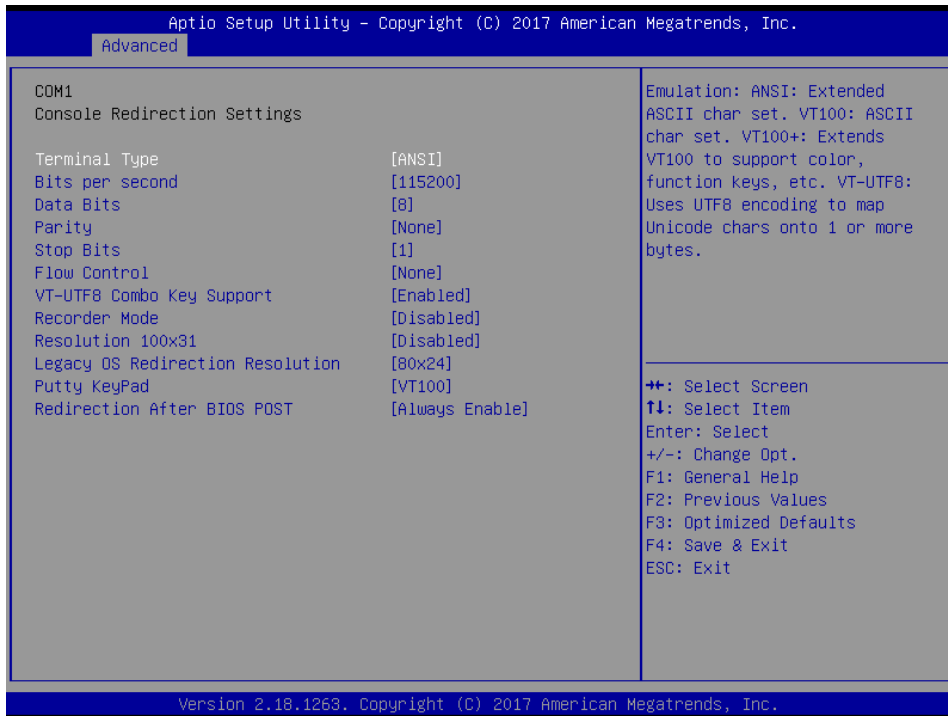 Aptio Setup Utility – Copyright (C) 2017 American Megatrends, Inc.
Advanced
COM1
Console Redirection Settings
Terminal Type [ANSI]
Bits per second [115200]
Data Bits [8]
Parity [None]
Stop Bits [1]
Flow Control [None]
VT-UTF8 Combo Key Support [Enabled]
Recorder Mode [Disabled]
Resolution 100x31 [Disabled]
Legacy OS Redirection Resolution [80x24]
Putty KeyPad [VT100]
Redirection After BIOS POST [Always Enable]
Emulation: ANSI: Extended
ASCII char set. VT100: ASCII
char set. VT100+: Extends
VT100 to support color,
function keys, etc. VT-UTF8:
Uses UTF8 encoding to map
Unicode chars onto 1 or more
bytes.
→←: Select Screen
↑↓: Select Item
Enter: Select
+/-: Change Opt.
F1: General Help
F2: Previous Values
F3: Optimized Defaults
F4: Save & Exit
ESC: Exit
Version 2.18.1263. Copyright (C) 2017 American Megatrends, Inc.